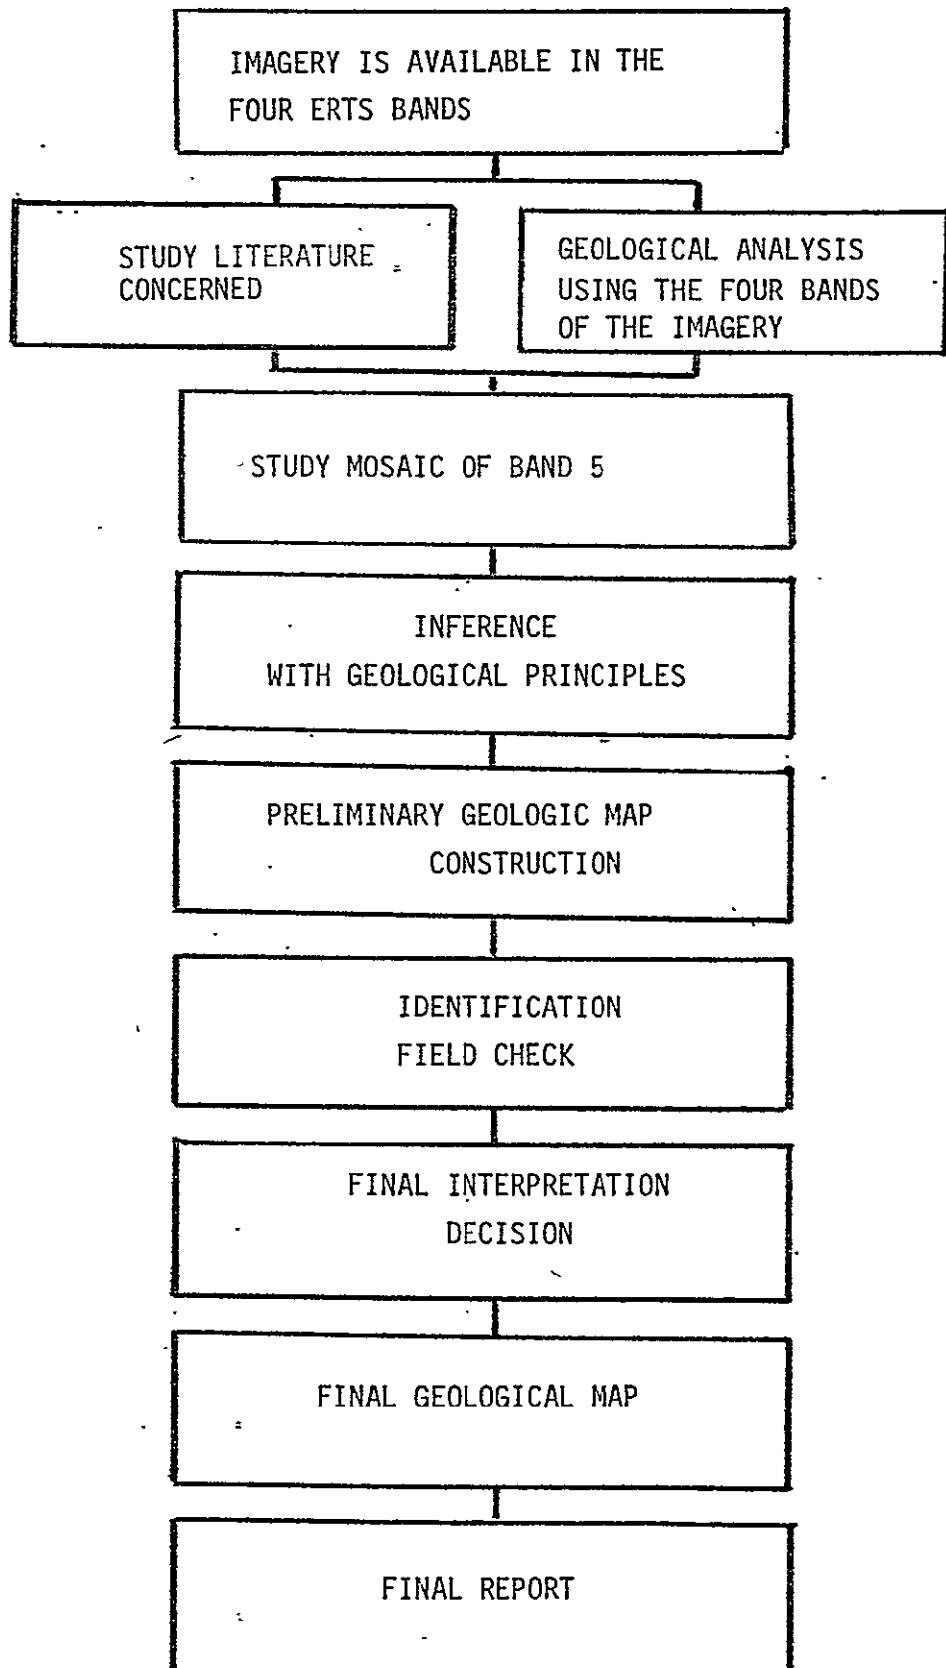 IMAGERY IS AVAILABLE IN THE
FOUR ERTS BANDS
STUDY LITERATURE
CONCERNED
GEOLOGICAL ANALYSIS
USING THE FOUR BANDS
OF THE IMAGERY
STUDY MOSAIC OF BAND 5
INFERENCE
WITH GEOLOGICAL PRINCIPLES
PRELIMINARY GEOLOGIC MAP
CONSTRUCTION
IDENTIFICATION
FIELD CHECK
FINAL INTERPRETATION
DECISION
FINAL GEOLOGICAL MAP
FINAL REPORT